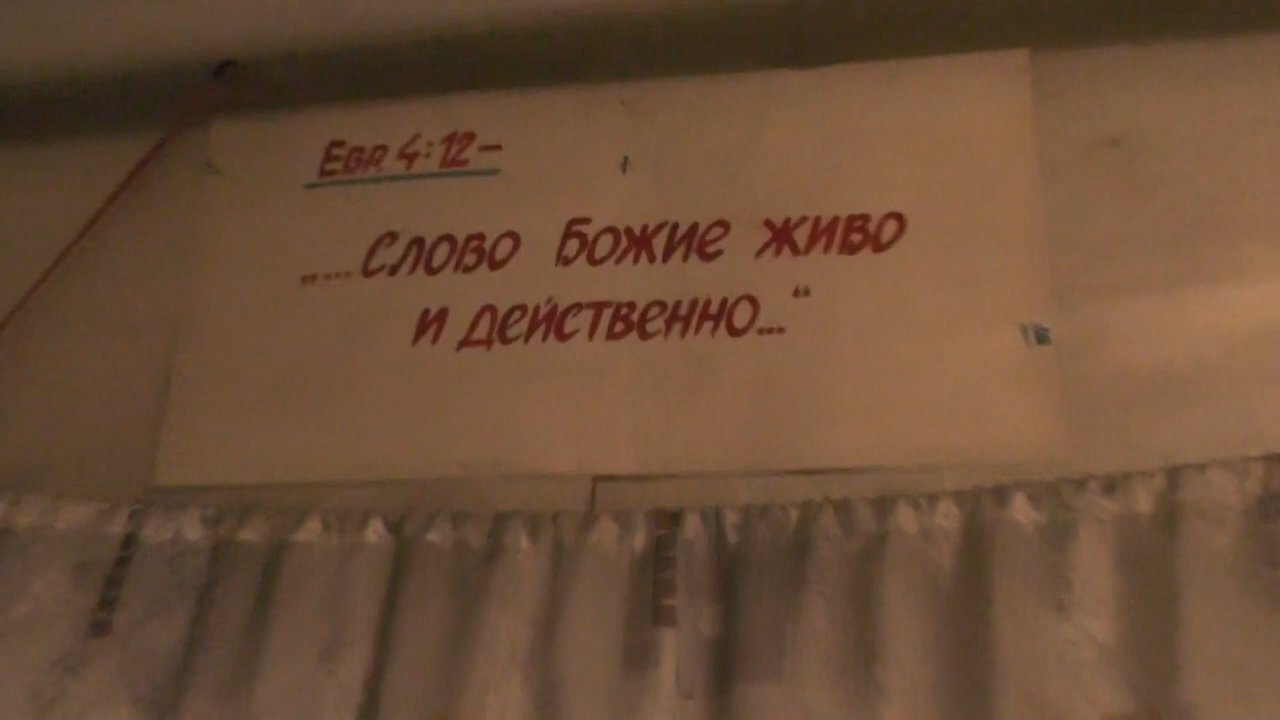 Евр. 4:12 –
„...Слово Божие живо
и действенно...“